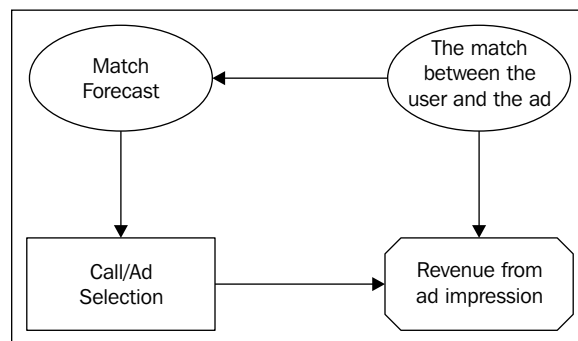 Match
Forecast
The match
between the
user and the ad
Call/Ad
Selection
Revenue from
ad impression